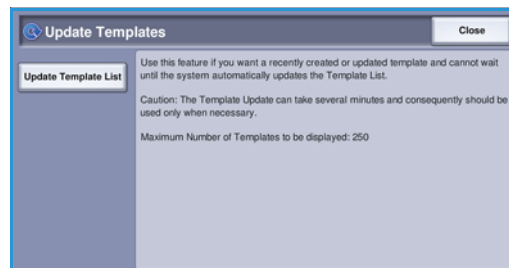 Update Templates
Close
Update Template List
Use this feature if you want a recently created or updated template and cannot wait
until the system automatically updates the Template List.
Caution: The Template Update can take several minutes and consequently should be
used only when necessary.
Maximum Number of Templates to be displayed: 250